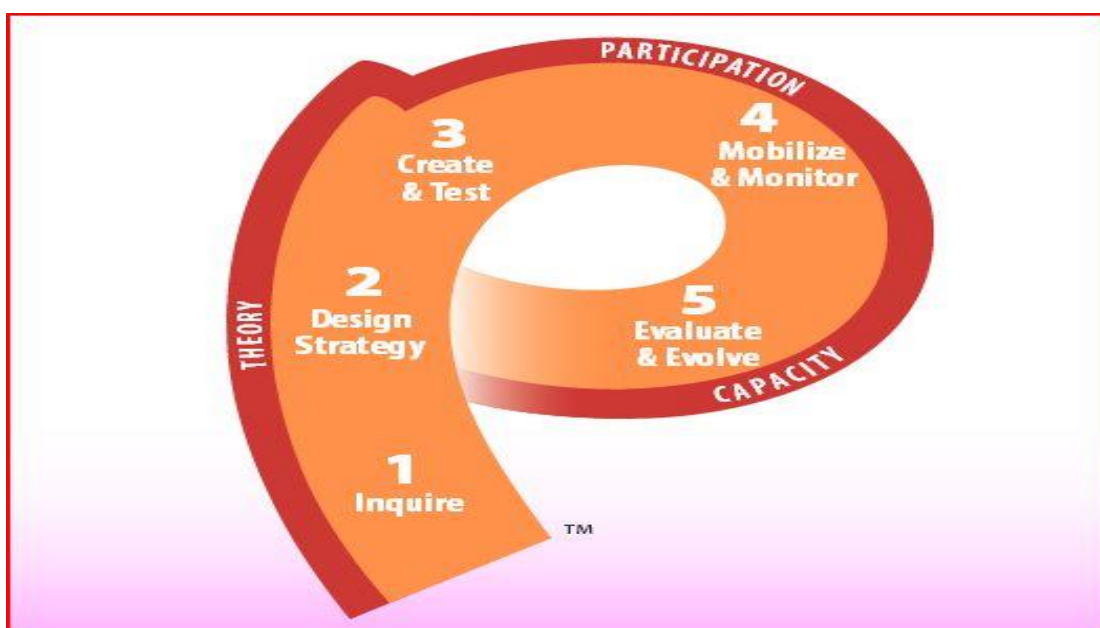 PARTICIPATION
3
Create
& Test
4
Mobilize
& Monitor
THEORY
2
Design
Strategy
5
Evaluate
& Evolve
CAPACITY
1
Inquire
TM